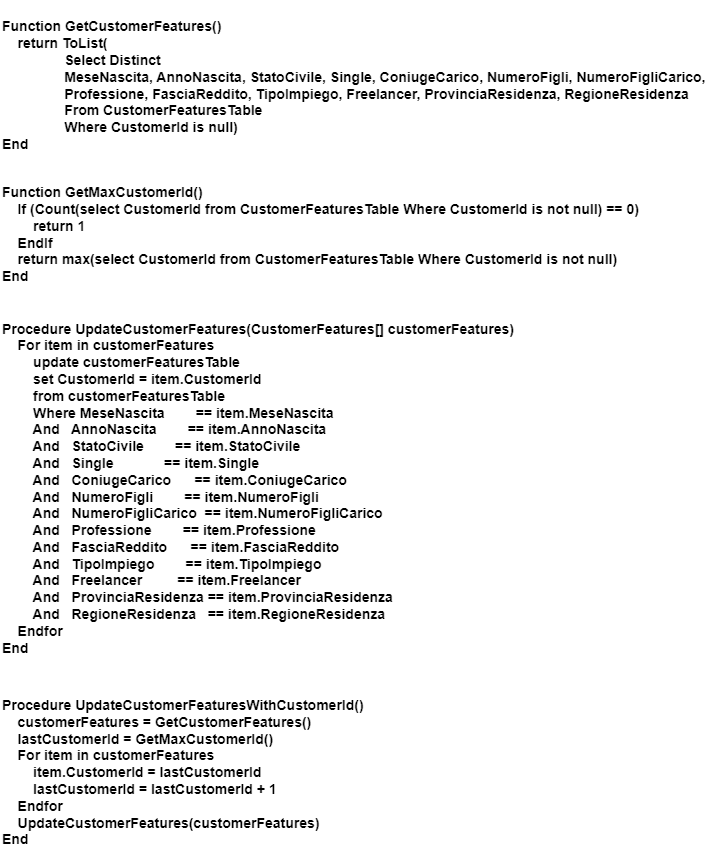 Function GetCustomerFeatures()
return ToList(
Select Distinct
MeseNascita, AnnoNascita, StatoCivile, Single, ConiugeCarico, NumeroFigli, NumeroFigliCarico,
Professione, FasciaReddito, TipoImpiego, Freelancer, ProvinciaResidenza, RegioneResidenza
From CustomerFeaturesTable
Where CustomerId is null)
End
Function GetMaxCustomerId()
If (Count(select CustomerId from CustomerFeaturesTable Where CustomerId is not null) == 0)
return 1
EndIf
return max(select CustomerId from CustomerFeaturesTable Where CustomerId is not null)
End
Procedure UpdateCustomerFeatures(CustomerFeatures[] customerFeatures)
For item in customerFeatures
update customerFeaturesTable
set CustomerId = item.CustomerId
from customerFeaturesTable
Where MeseNascita == item.MeseNascita
And AnnoNascita == item.AnnoNascita
And StatoCivile == item.StatoCivile
And Single == item.Single
And ConiugeCarico == item.ConiugeCarico
And NumeroFigli == item.NumeroFigli
And NumeroFigliCarico == item.NumeroFigliCarico
And Professione == item.Professione
And FasciaReddito == item.FasciaReddito
And TipoImpiego == item.TipoImpiego
And Freelancer == item.Freelancer
And ProvinciaResidenza == item.ProvinciaResidenza
And RegioneResidenza == item.RegioneResidenza
Endfor
End
Procedure UpdateCustomerFeaturesWithCustomerId()
customerFeatures = GetCustomerFeatures()
lastCustomerId = GetMaxCustomerId()
For item in customerFeatures
item.CustomerId = lastCustomerId
lastCustomerId = lastCustomerId + 1
Endfor
UpdateCustomerFeatures(customerFeatures)
End